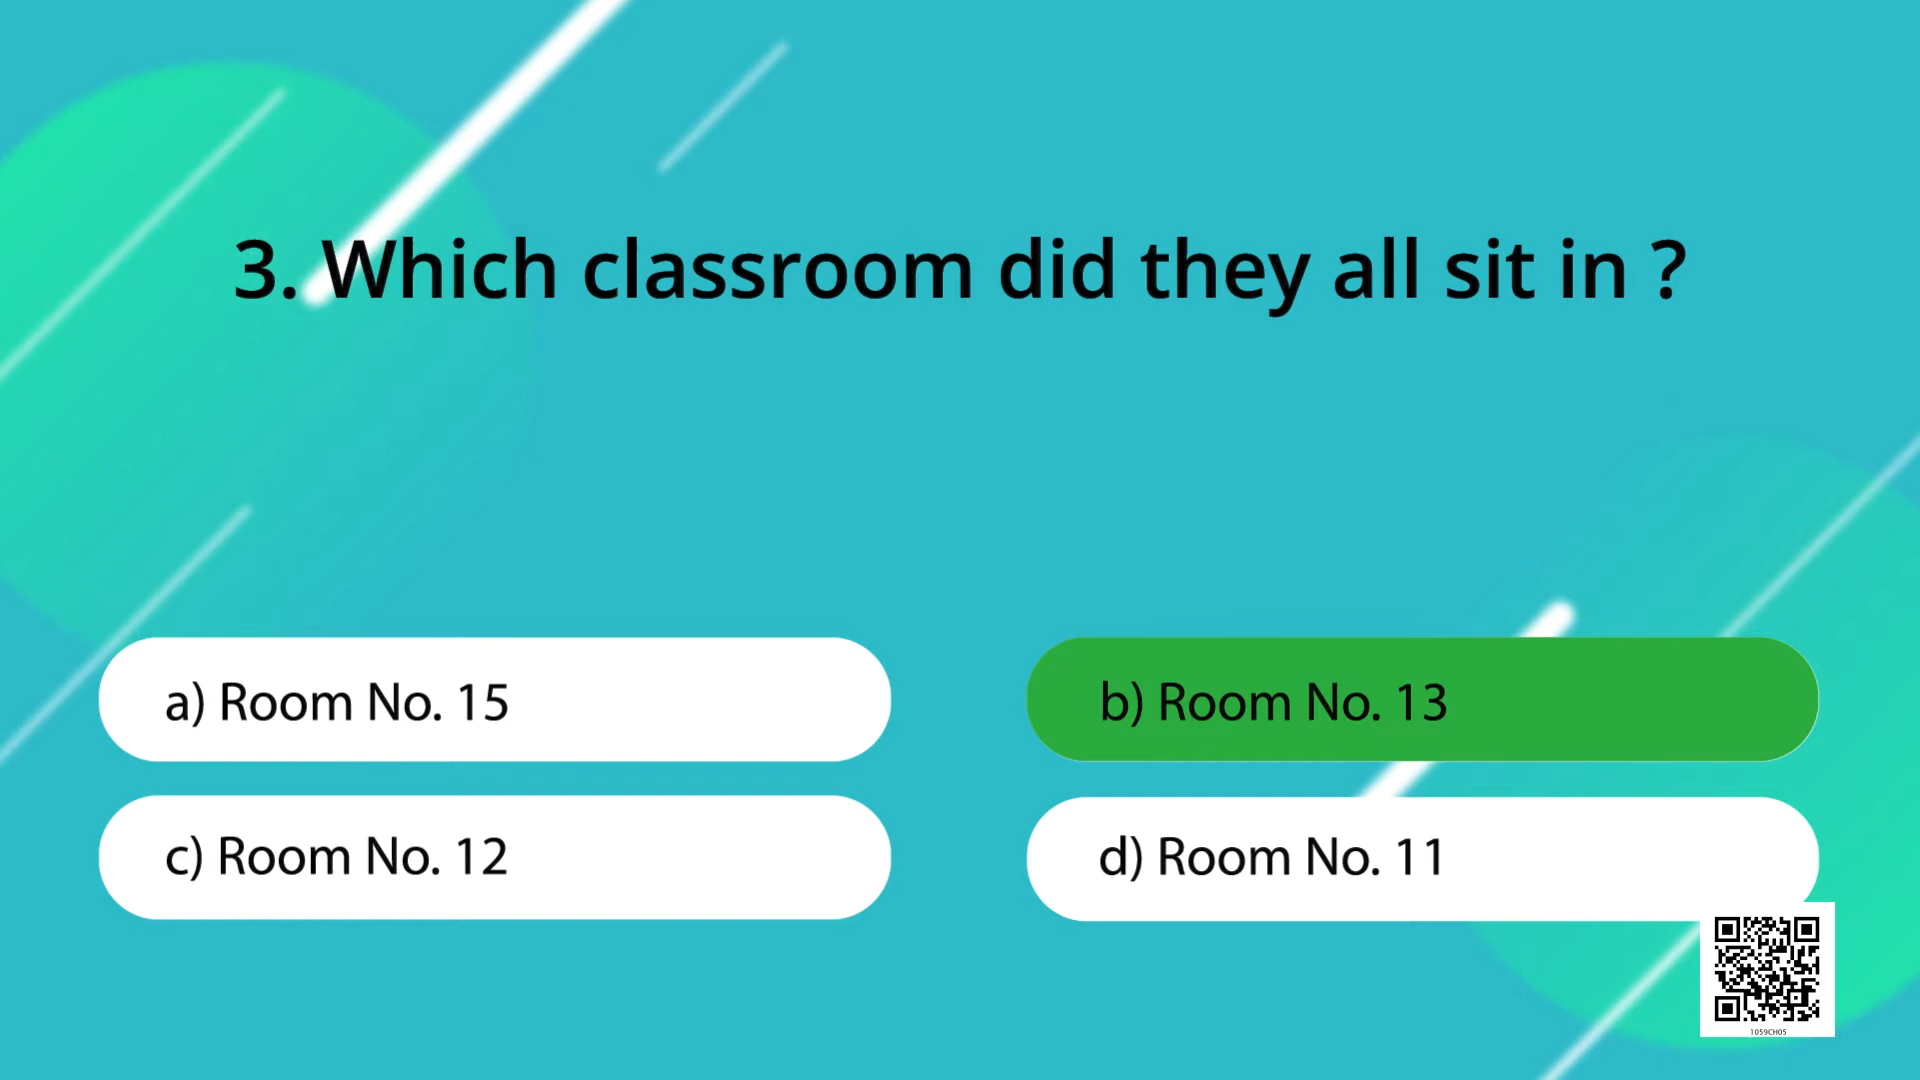 3. Which classroom did they all sit in ?
a) Room No. 15
b) Room No. 13
c) Room No. 12
d) Room No. 11
1059CH05